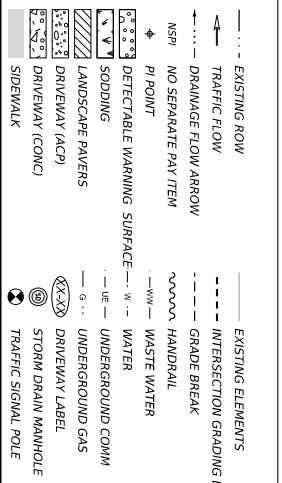 EXISTING ROW
TRAFFIC FLOW
DRAINAGE FLOW ARROW
NSPI NO SEPARATE PAY ITEM
PI POINT
DETECTABLE WARNING SURFACE
SODDING
LANDSCAPE PAVERS
DRIVEWAY (ACP)
DRIVEWAY (CONC)
SIDEWALK
EXISTING ELEMENTS
INTERSECTION GRADING
GRADE BREAK
HANDRAIL
WW WASTE WATER
W WATER
UE UNDERGROUND COMM
G UNDERGROUND GAS
XX-XX DRIVEWAY LABEL
SD STORM DRAIN MANHOLE
TRAFFIC SIGNAL POLE